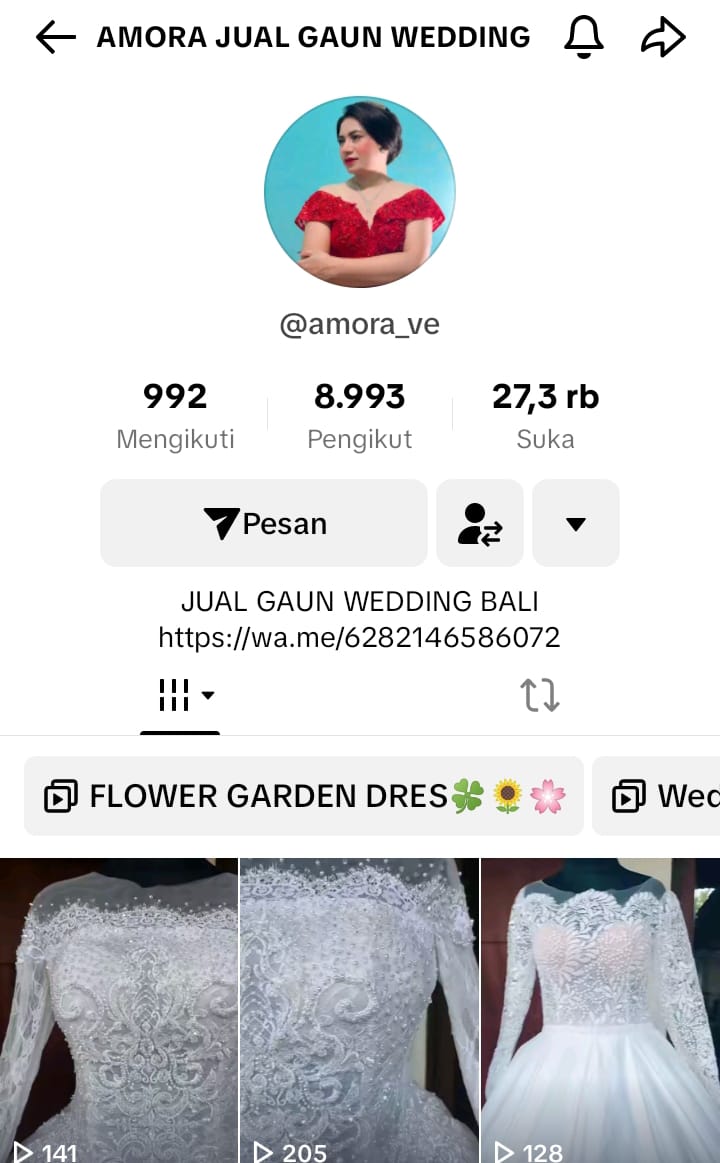 AMORA JUAL GAUN WEDDING
@amora_ve
992
8.993
27,3 rb
Mengikuti
Pengikut
Suka
Pesan
JUAL GAUN WEDDING BALI
https://wa.me/6282146586072
FLOWER GARDEN DRES🍀🌻🌸
Wed
141
205
128